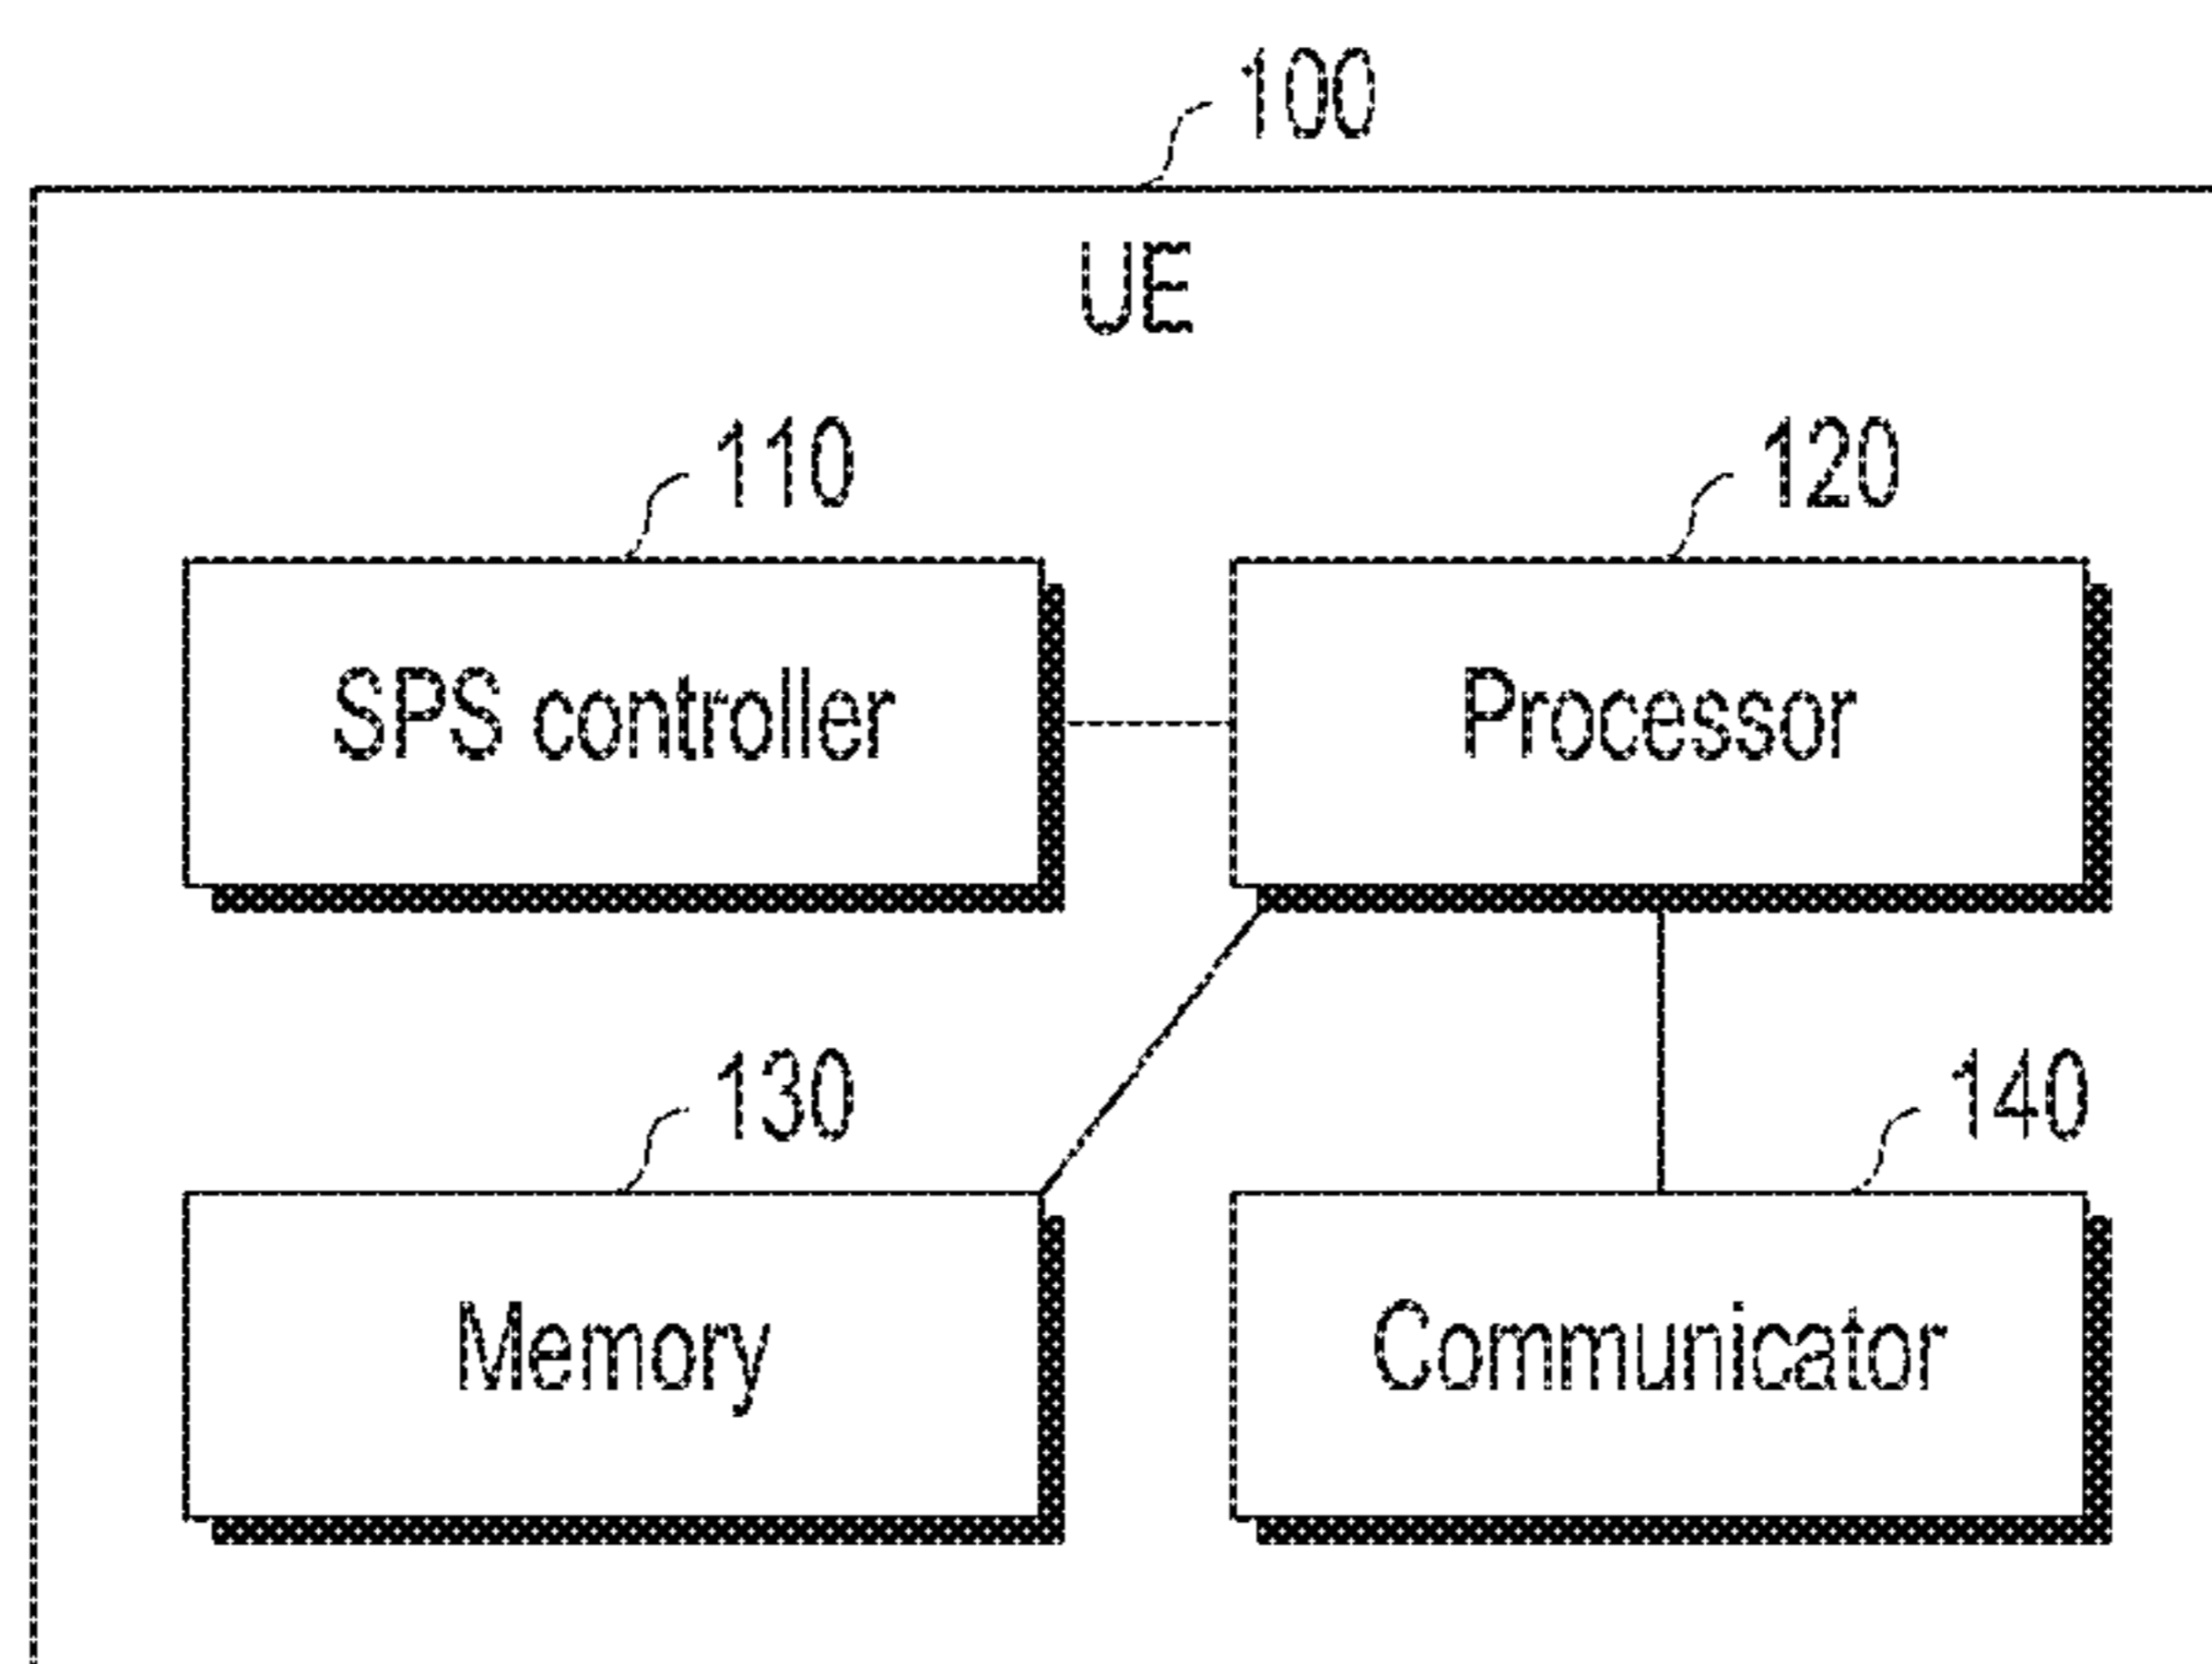 100
UE
110
120
SPS controller
Processor
130
140
Memory
Communicator